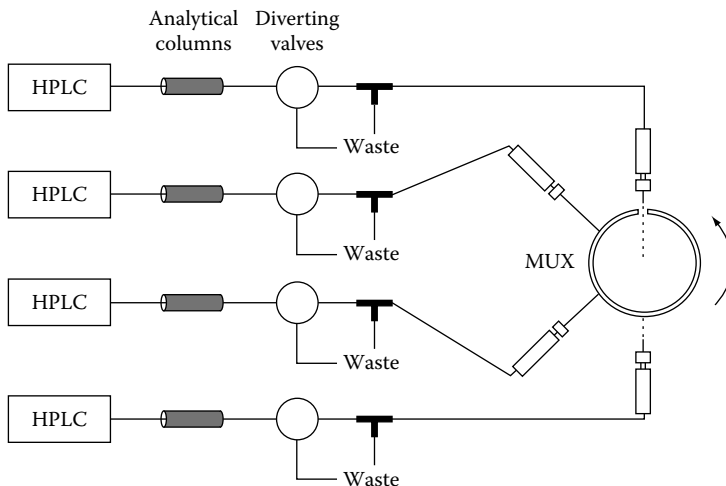 Analytical
columns
Diverting
valves
HPLC
Waste
HPLC
Waste
MUX
HPLC
Waste
HPLC
Waste